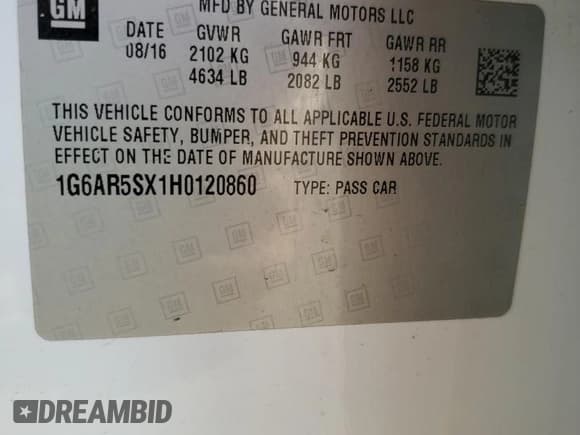 GM
MFD BY GENERAL MOTORS LLC
DATE GVWR GAWR FRT GAWR RR
08/16 2102 KG 944 KG 1158 KG
4634 LB 2082 LB 2552 LB
THIS VEHICLE CONFORMS TO ALL APPLICABLE U.S. FEDERAL MOTOR
VEHICLE SAFETY, BUMPER, AND THEFT PREVENTION STANDARDS IN
EFFECT ON THE DATE OF MANUFACTURE SHOWN ABOVE.
1G6AR5SX1H0120860 TYPE: PASS CAR
DREAMBID